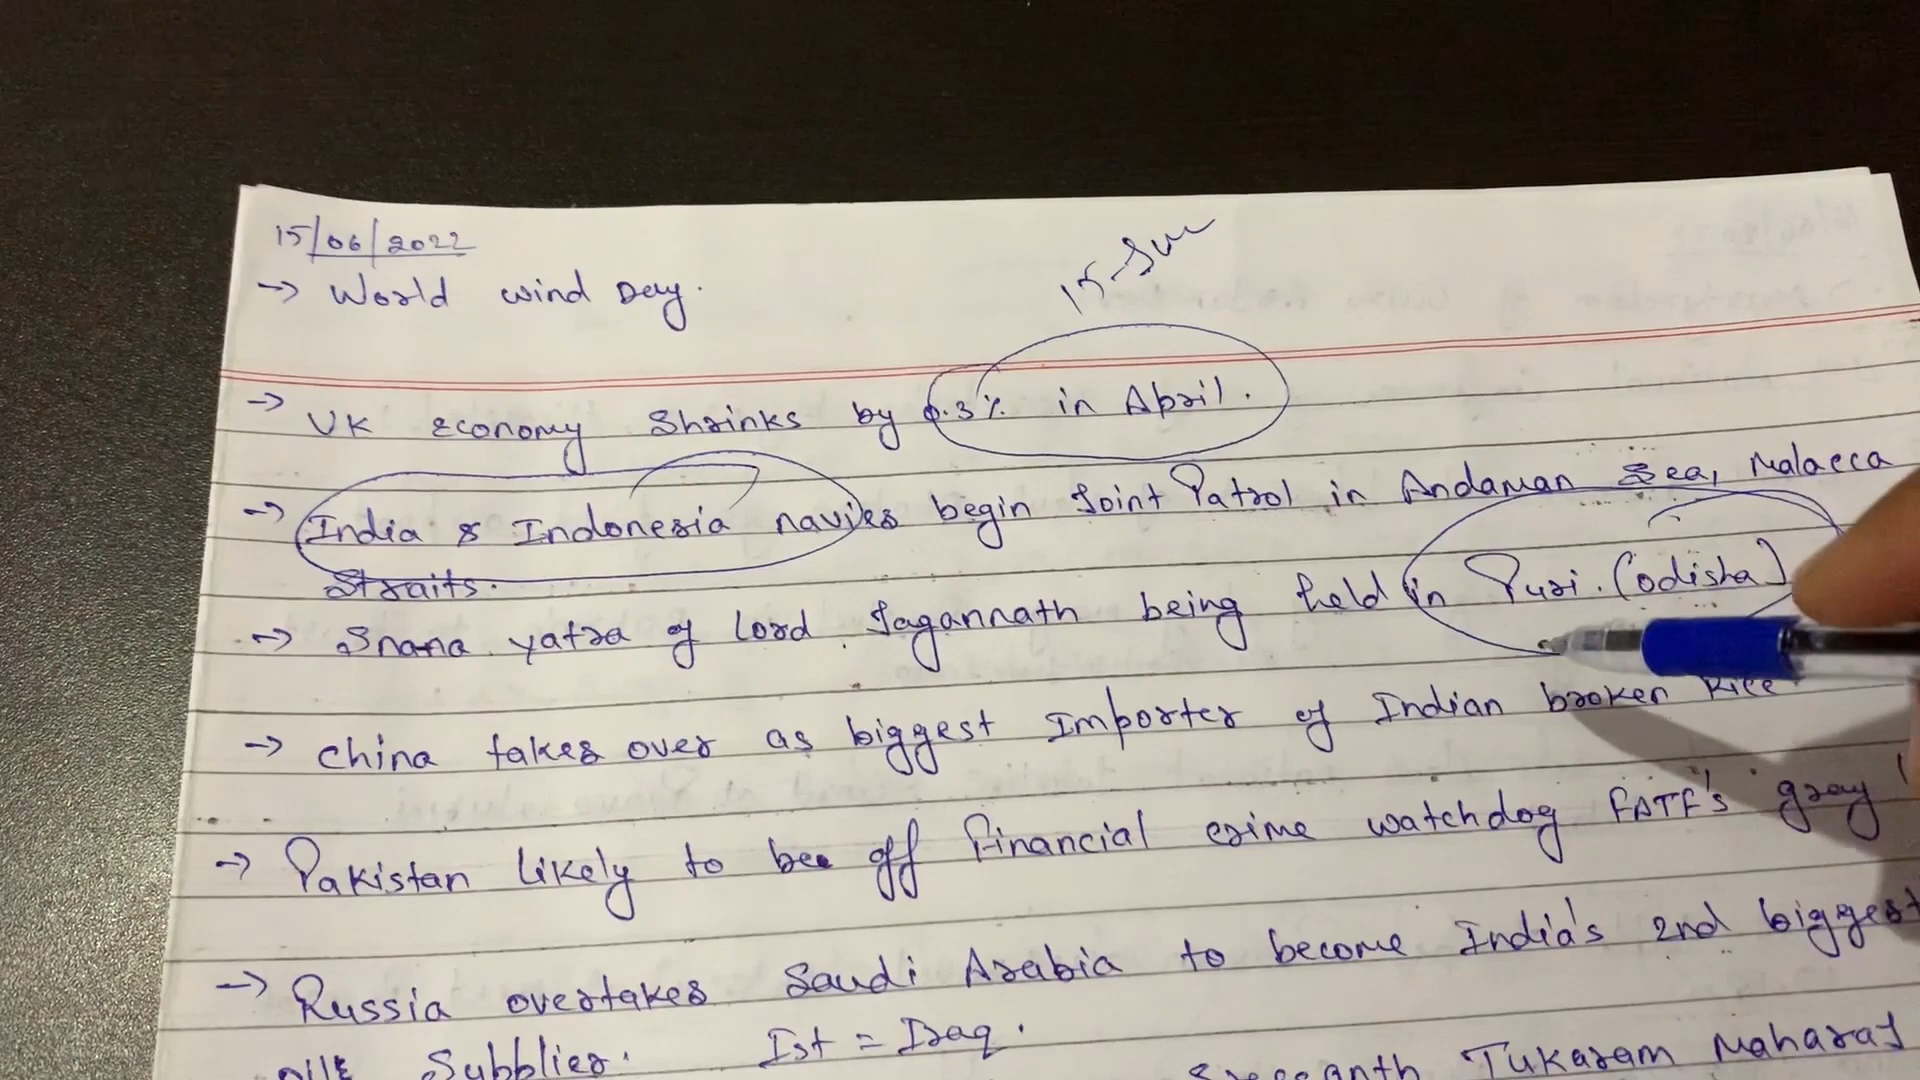 15/06/2022
→ World wind Day.
15-Jun
→ UK economy Shrinks by 0.3% in April.
→ India & Indonesia navies begin Joint Patrol in Andaman Sea, Malacca
Straits.
→ Snana yatra of Lord Jagannath being held in Puri. (odisha)
→ China takes over as biggest Importer of Indian broken Rice
→ Pakistan likely to be off financial crime watchdog FATF's gray
→ Russia overtakes Saudi Arabia to become India's 2nd biggest
Supplier. Ist = Iraq.
Tukaram Maharaj